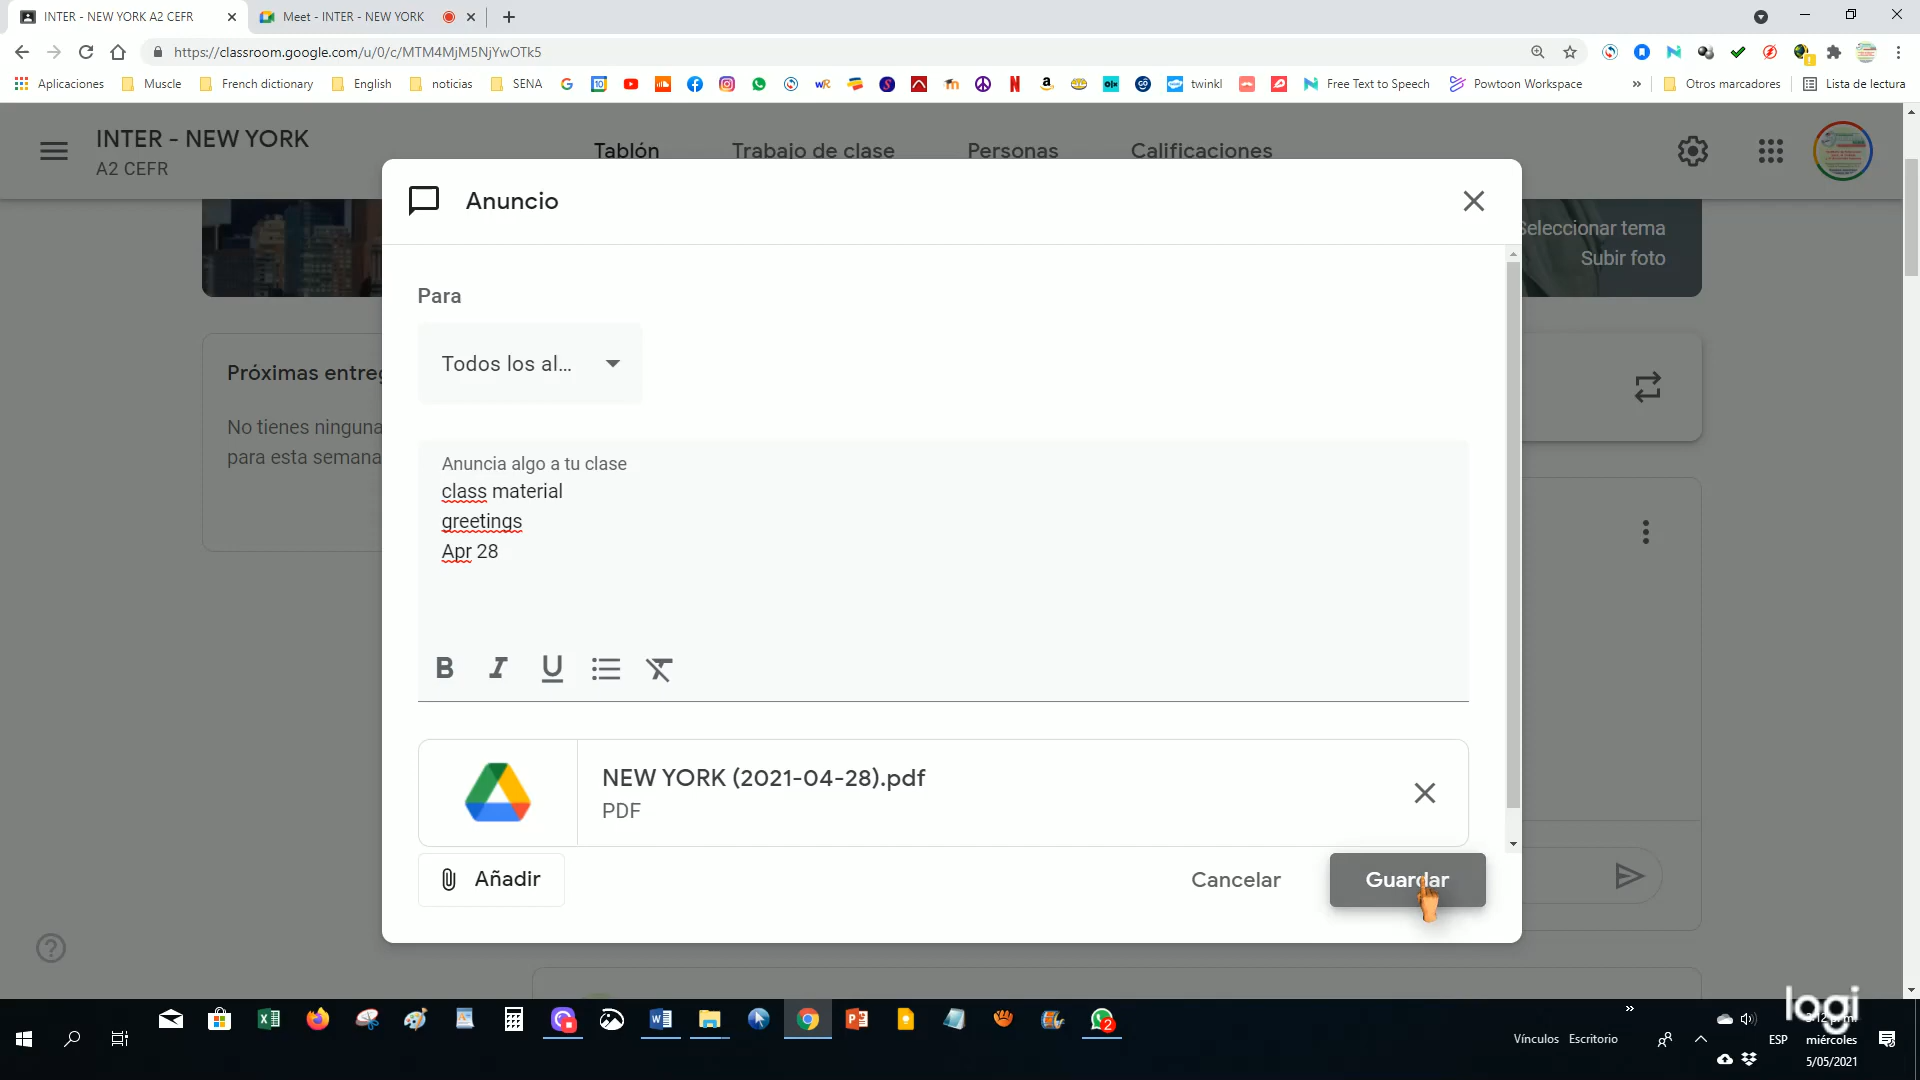 INTER - NEW YORK A2 CEFR
Meet - INTER - NEW YORK
https://classroom.google.com/u/0/c/MTM4MjM5NjYwOTk5
Aplicaciones
Muscle
French dictionary
English
noticias
SENA
twinkl
Free Text to Speech
Powtoon Workspace
Otros marcadores
Lista de lectura
INTER - NEW YORK
A2 CEFR
Tablón
Trabajo de clase
Personas
Calificaciones
Seleccionar tema
Subir foto
Anuncio
Para
Todos los al...
Próximas
No tienes ninguna
para esta semana
Anuncia algo a tu clase
class material
greetings
Apr 28
B I U
NEW YORK (2021-04-28).pdf
PDF
Añadir
Cancelar
Guardar
logi
Vínculos
Escritorio
ESP
miércoles
5/05/2021
2